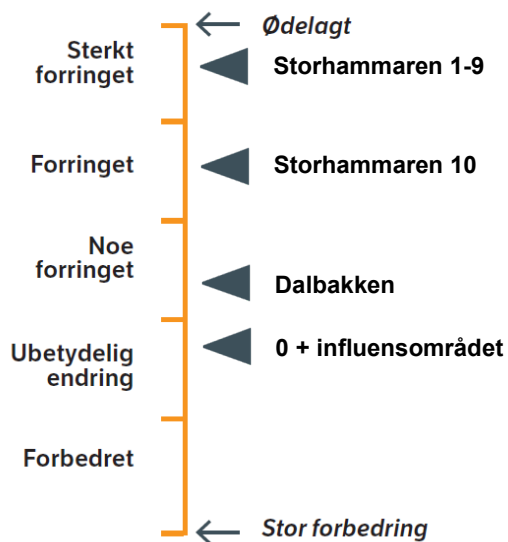 Ødelagt
Sterkt
forringet
Storhammaren 1-9
Forringet
Storhammaren 10
Noe
forringet
Dalbakken
0 + influensområdet
Ubetydelig
endring
Forbedret
Stor forbedring